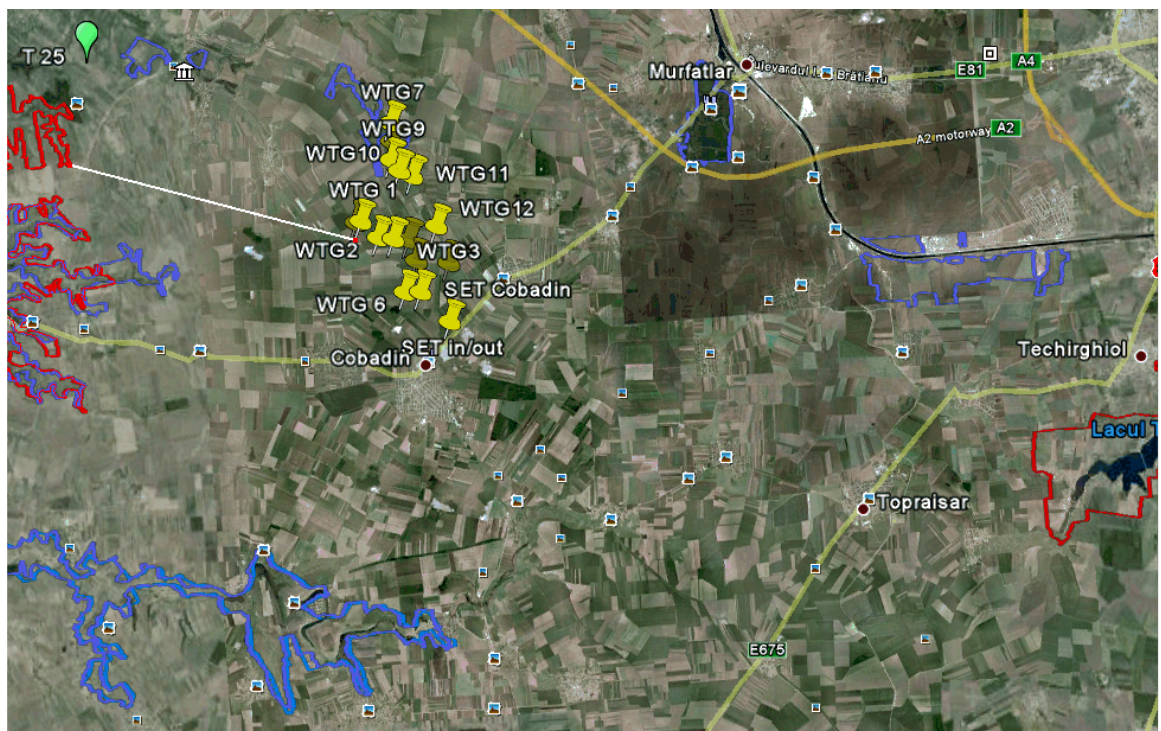 T 25
WTG7
WTG9
WTG10
WTG11
WTG 1
WTG12
WTG2
WTG3
WTG 6
SET Cobadin
SET in/out
Cobadin
Murfatlar
E81
A4
A2 motorway
A2
Techirghiol
Lacul T
Topraisar
E675